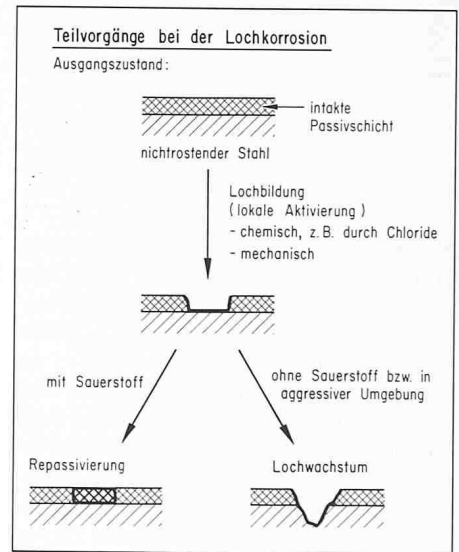 Teilvorgänge bei der Lochkorrosion
Ausgangszustand:
intakte
Passivschicht
nichtrostender Stahl
Lochbildung
(lokale Aktivierung)
- chemisch, z.B. durch Chloride
- mechanisch
mit Sauerstoff
ohne Sauerstoff bzw. in
aggressiver Umgebung
Repassivierung
Lochwachstum